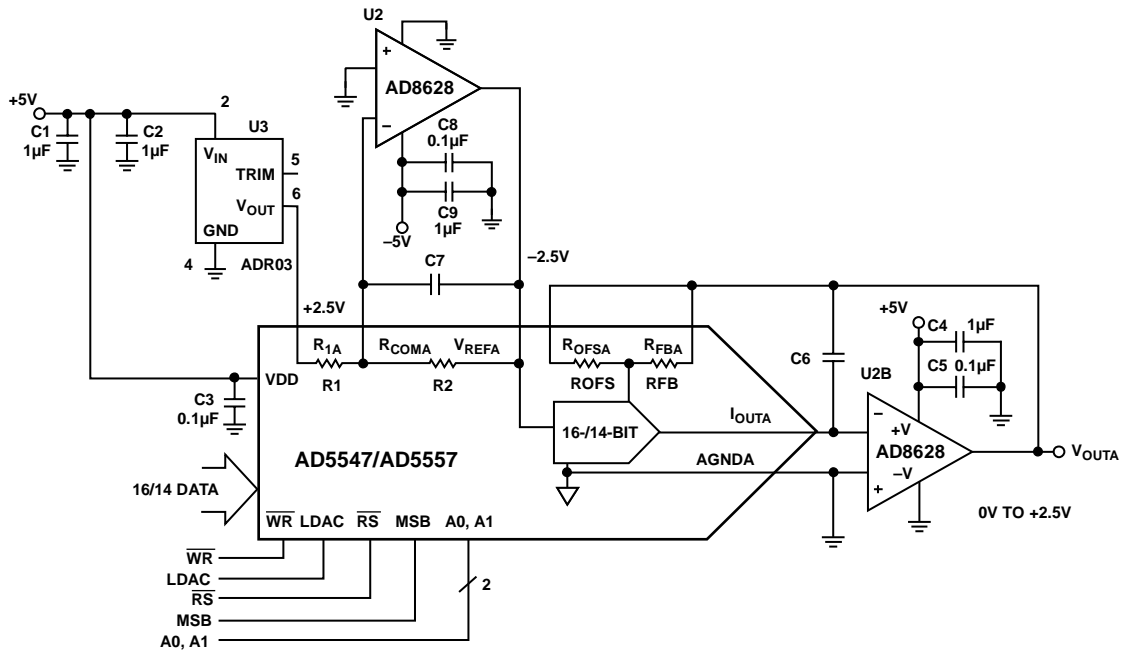 U2
+
AD8628
−
+5V
2
C1
1µF
C2
1µF
U3
VIN
TRIM
5
VOUT
6
GND
4
ADR03
C8
0.1µF
C9
1µF
–5V
C7
–2.5V
+2.5V
R1A
RCOMA
VREFA
ROFSA
RFBA
R1
R2
ROFS
RFB
VDD
C3
0.1µF
C6
+5V
C4
1µF
C5
0.1µF
U2B
16-/14-BIT
IOUTA
−
+V
AD8628
−V
+
VOUTA
AD5547/AD5557
AGNDA
0V TO +2.5V
16/14 DATA
WR LDAC RS MSB A0, A1
WR
LDAC
RS
MSB
A0, A1
2